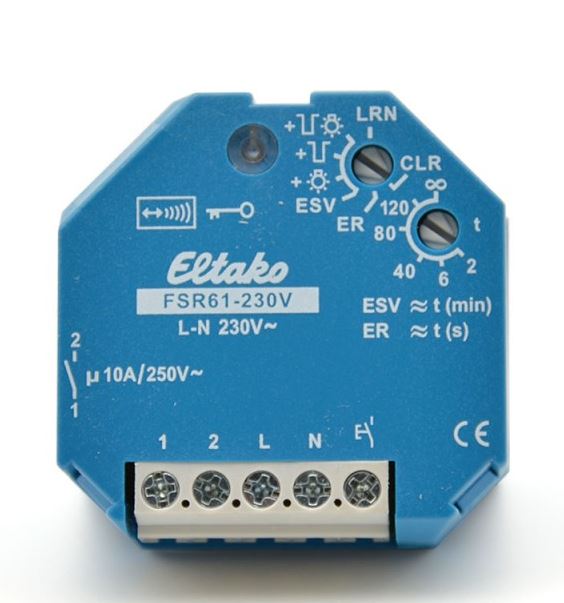 LRN
+
+
+
CLR
ESV
ER
120
∞
80
t
40
6
2
Eltako
FSR61-230V
L-N 230V~
ESV ≈ t (min)
ER ≈ t (s)
2
µ 10A/250V~
1
1 2 L N
CE